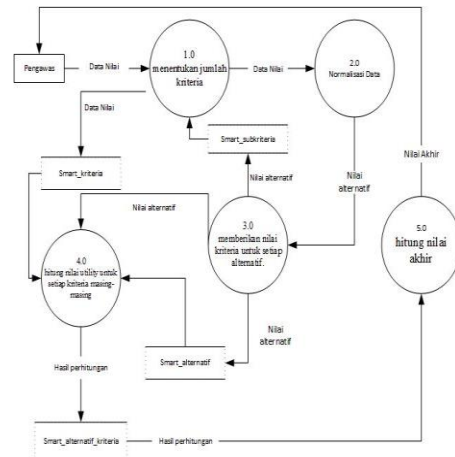 Pengawas
Data Nilai
1.0
menentukan jumlah
kriteria
Data Nilai
2.0
Normalisasi Data
Data Nilai
Smart_subkriteria
Smart_kriteria
Nilai alternatif
Nilai
alternatif
Nilai Akhir
Nilai alternatif
3.0
memberikan nilai
kriteria untuk setiap
alternatif.
4.0
hitung nilai utility untuk
setiap kriteria masing-
masing
5.0
hitung nilai
akhir
Nilai
alternatif
Smart_alternatif
Hasil perhitungan
Smart_alternatif_kriteria
Hasil perhitungan